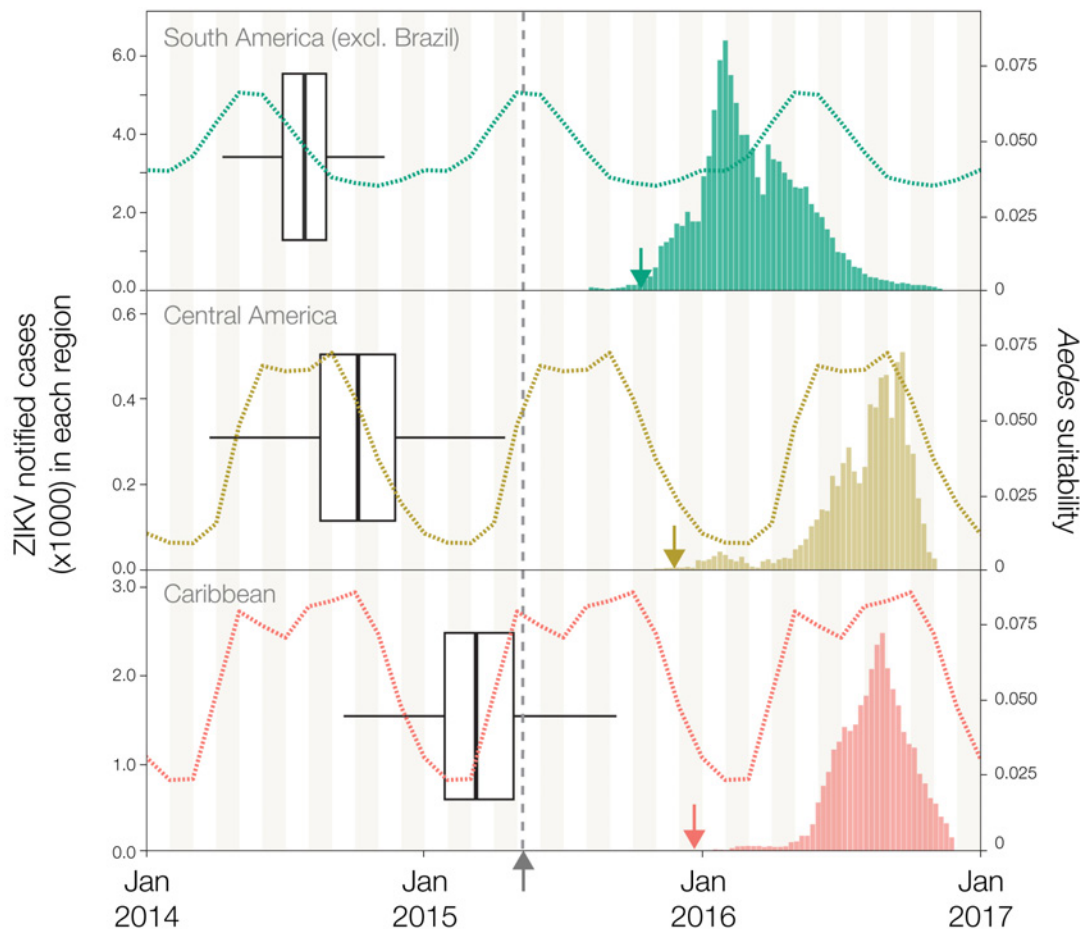 South America (excl. Brazil)
6.0
4.0
2.0
0.0
0.075
0.050
0.025
0
Central America
0.6
0.4
0.2
0.0
0.075
0.050
0.025
0
Caribbean
3.0
2.0
1.0
0.0
0.075
0.050
0.025
0
ZIKV notified cases
(x1000) in each region
Aedes suitability
Jan
2014
Jan
2015
Jan
2016
Jan
2017